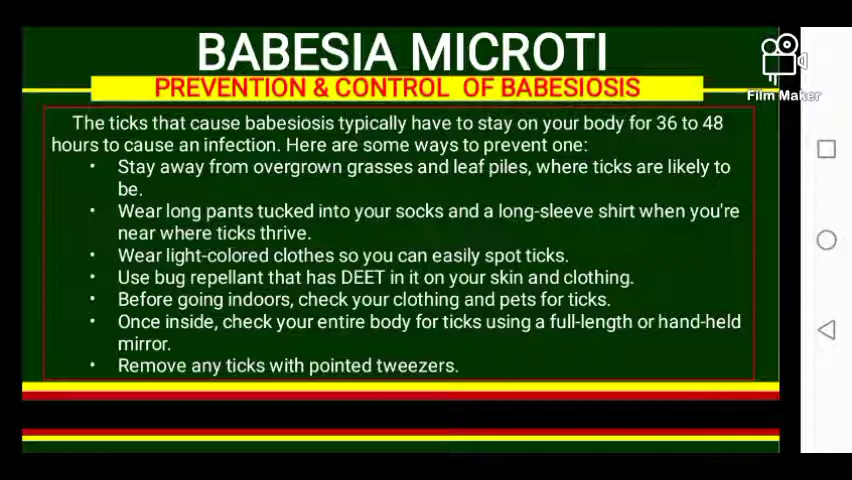 BABESIA MICROTI
PREVENTION & CONTROL OF BABESIOSIS
Film Maker
The ticks that cause babesiosis typically have to stay on your body for 36 to 48
hours to cause an infection. Here are some ways to prevent one:
• Stay away from overgrown grasses and leaf piles, where ticks are likely to
be.
• Wear long pants tucked into your socks and a long-sleeve shirt when you're
near where ticks thrive.
• Wear light-colored clothes so you can easily spot ticks.
• Use bug repellant that has DEET in it on your skin and clothing.
• Before going indoors, check your clothing and pets for ticks.
• Once inside, check your entire body for ticks using a full-length or hand-held
mirror.
• Remove any ticks with pointed tweezers.